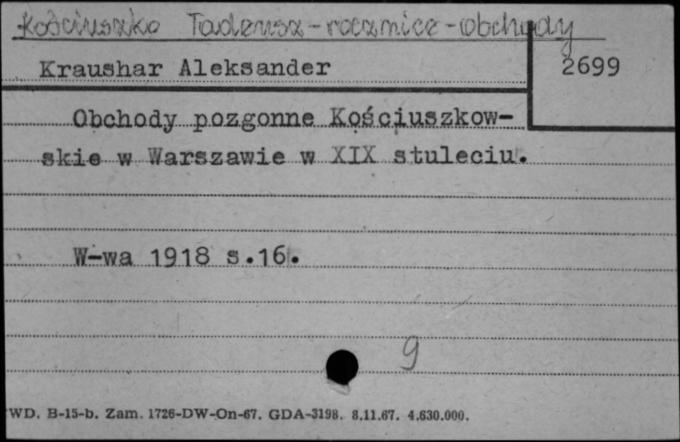 Kościuszko Tadeusz - rocznice - obchody
Kraushar Aleksander
2699
Obchody pozgonne Kościuszkow-
skie w Warszawie w XIX stuleciu.
W-wa 1918 s.16.
9
WD. B-15-b. Zam. 1726-DW-On-67. GDA-3198. 8.11.67. 4.630.000.